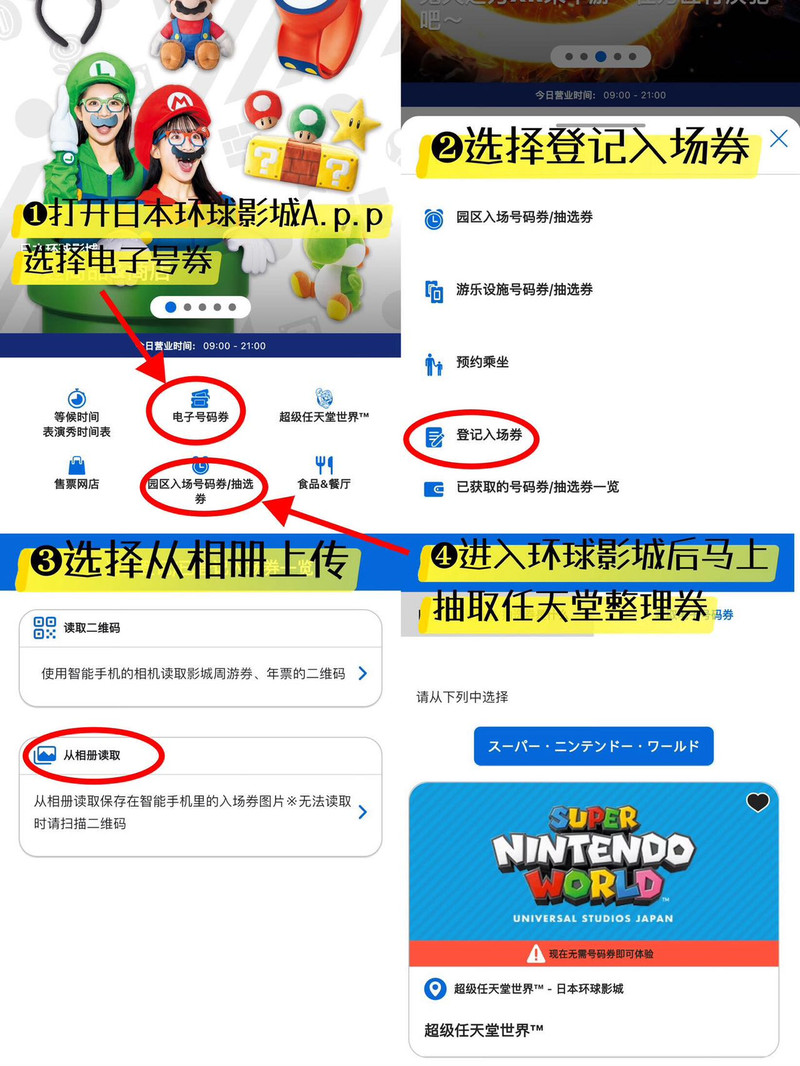 ❶打开日本环球影城A.p.p
选择电子号券
今日营业时间： 09:00 - 21:00
等候时间
表演秀时间表
电子号码券
超级任天堂世界™
售票网店
园区入场号码券/抽选
券
食品&餐厅
吧～
今日营业时间： 09:00 - 21:00
❷选择登记入场券
园区入场号码券/抽选券
游乐设施号码券/抽选券
预约乘坐
登记入场券
已获取的号码券/抽选券一览
❸选择从相册上传
读取二维码
使用智能手机的相机读取影城周游券、年票的二维码
从相册读取
从相册读取保存在智能手机里的入场券图片※无法读取
时请扫描二维码
❹进入环球影城后马上
抽取任天堂整理券
号码券
请从下列中选择
スーパー・ニンテンドー・ワールド
SUPER
NINTENDO
WORLD™
UNIVERSAL STUDIOS JAPAN
现在无需号码券即可体验
超级任天堂世界™ - 日本环球影城
超级任天堂世界™